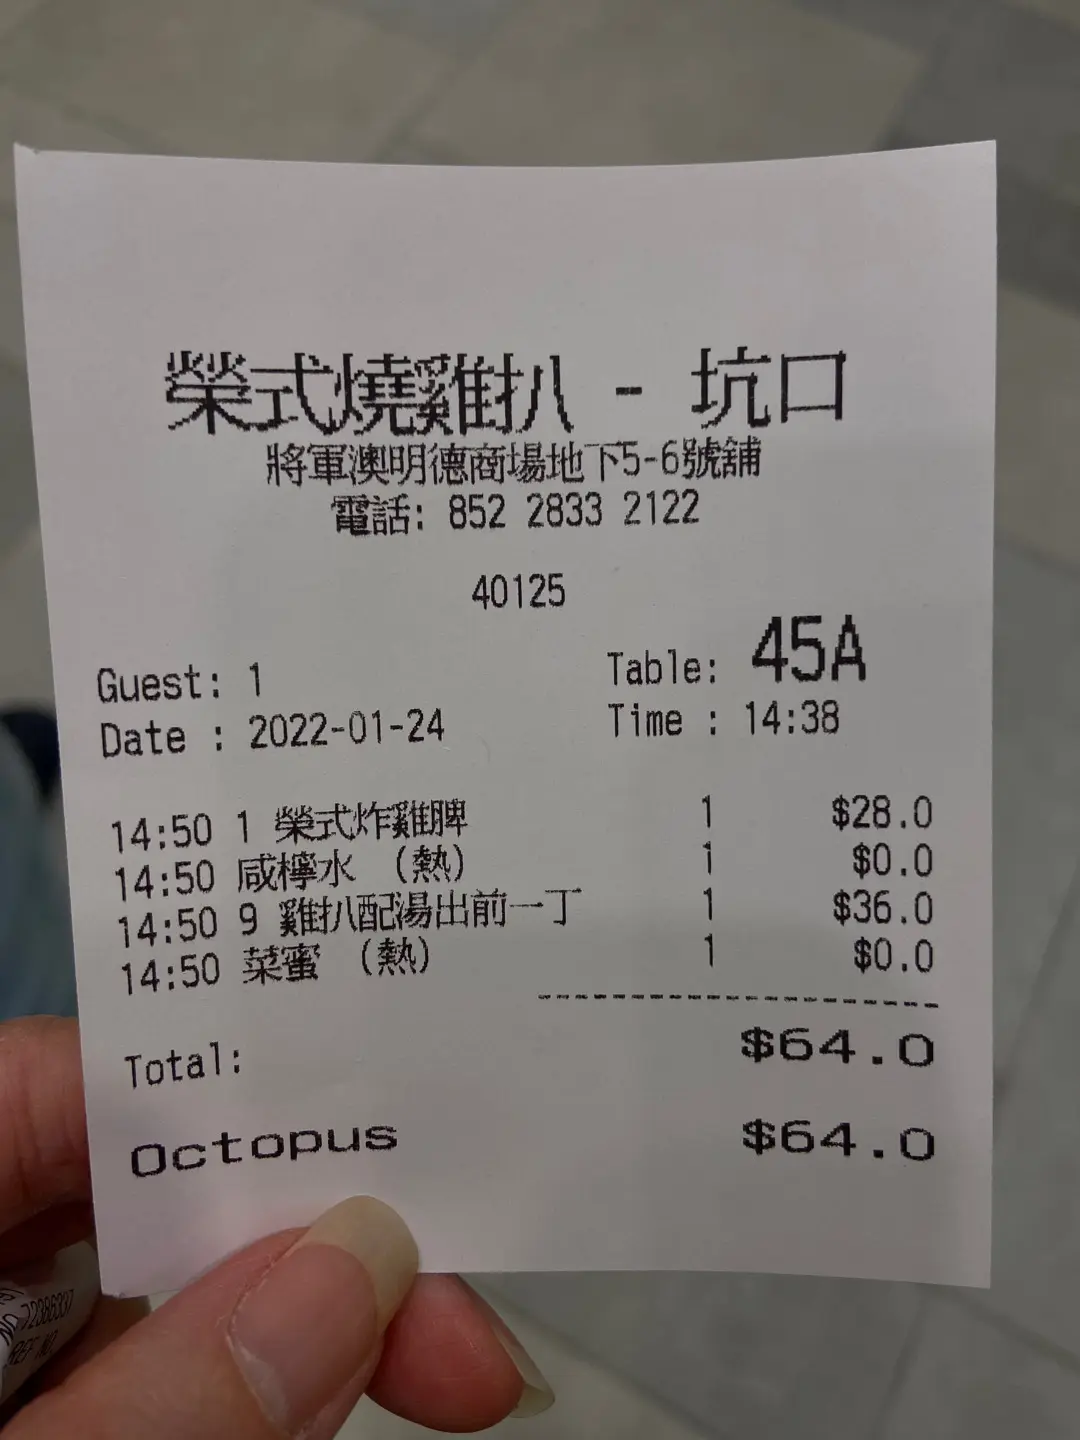 榮式燒雞扒 - 坑口
將軍澳明德商場地下5-6號舖
電話: 852 2833 2122
40125
Guest: 1 Table: 45A
Date : 2022-01-24 Time : 14:38
14:50 1 榮式炸雞髀 1 $28.0
14:50 咸檸水 (熱) 1 $0.0
14:50 9 雞扒配湯出前一丁 1 $36.0
14:50 菜蜜 (熱) 1 $0.0
Total: $64.0
Octopus $64.0
72386337
REF NO.